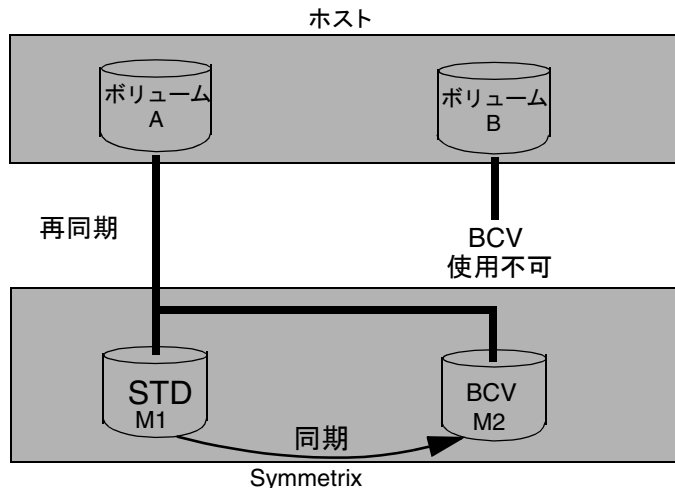 ホスト
ボリューム
A
ボリューム
B
再同期
BCV
使用不可
STD
M1
BCV
M2
同期
Symmetrix